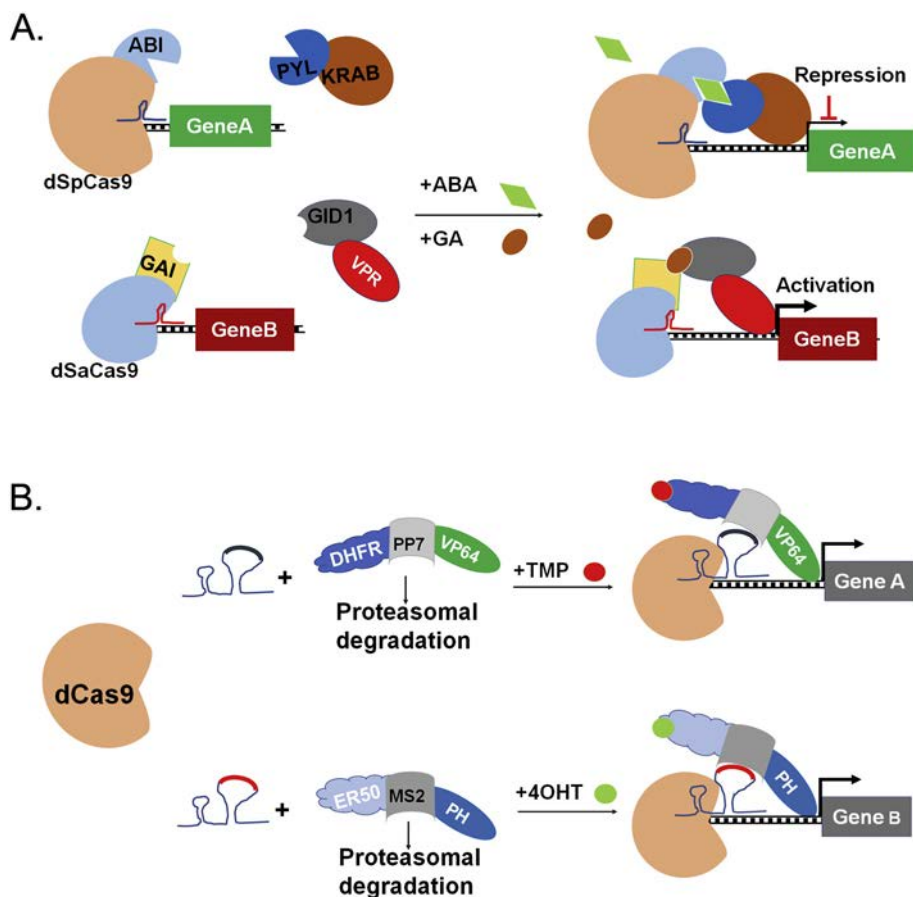 A.
ABI
PYL
KRAB
GeneA
dSpCas9
Repression
GeneA
+ABA
+GA
GID1
VPR
GAI
GeneB
dSaCas9
Activation
GeneB
B.
DHFR
PP7
VP64
+
Proteasomal
degradation
+TMP
VP64
Gene A
dCas9
+
ER50
MS2
PH
Proteasomal
degradation
+4OHT
PH
Gene B